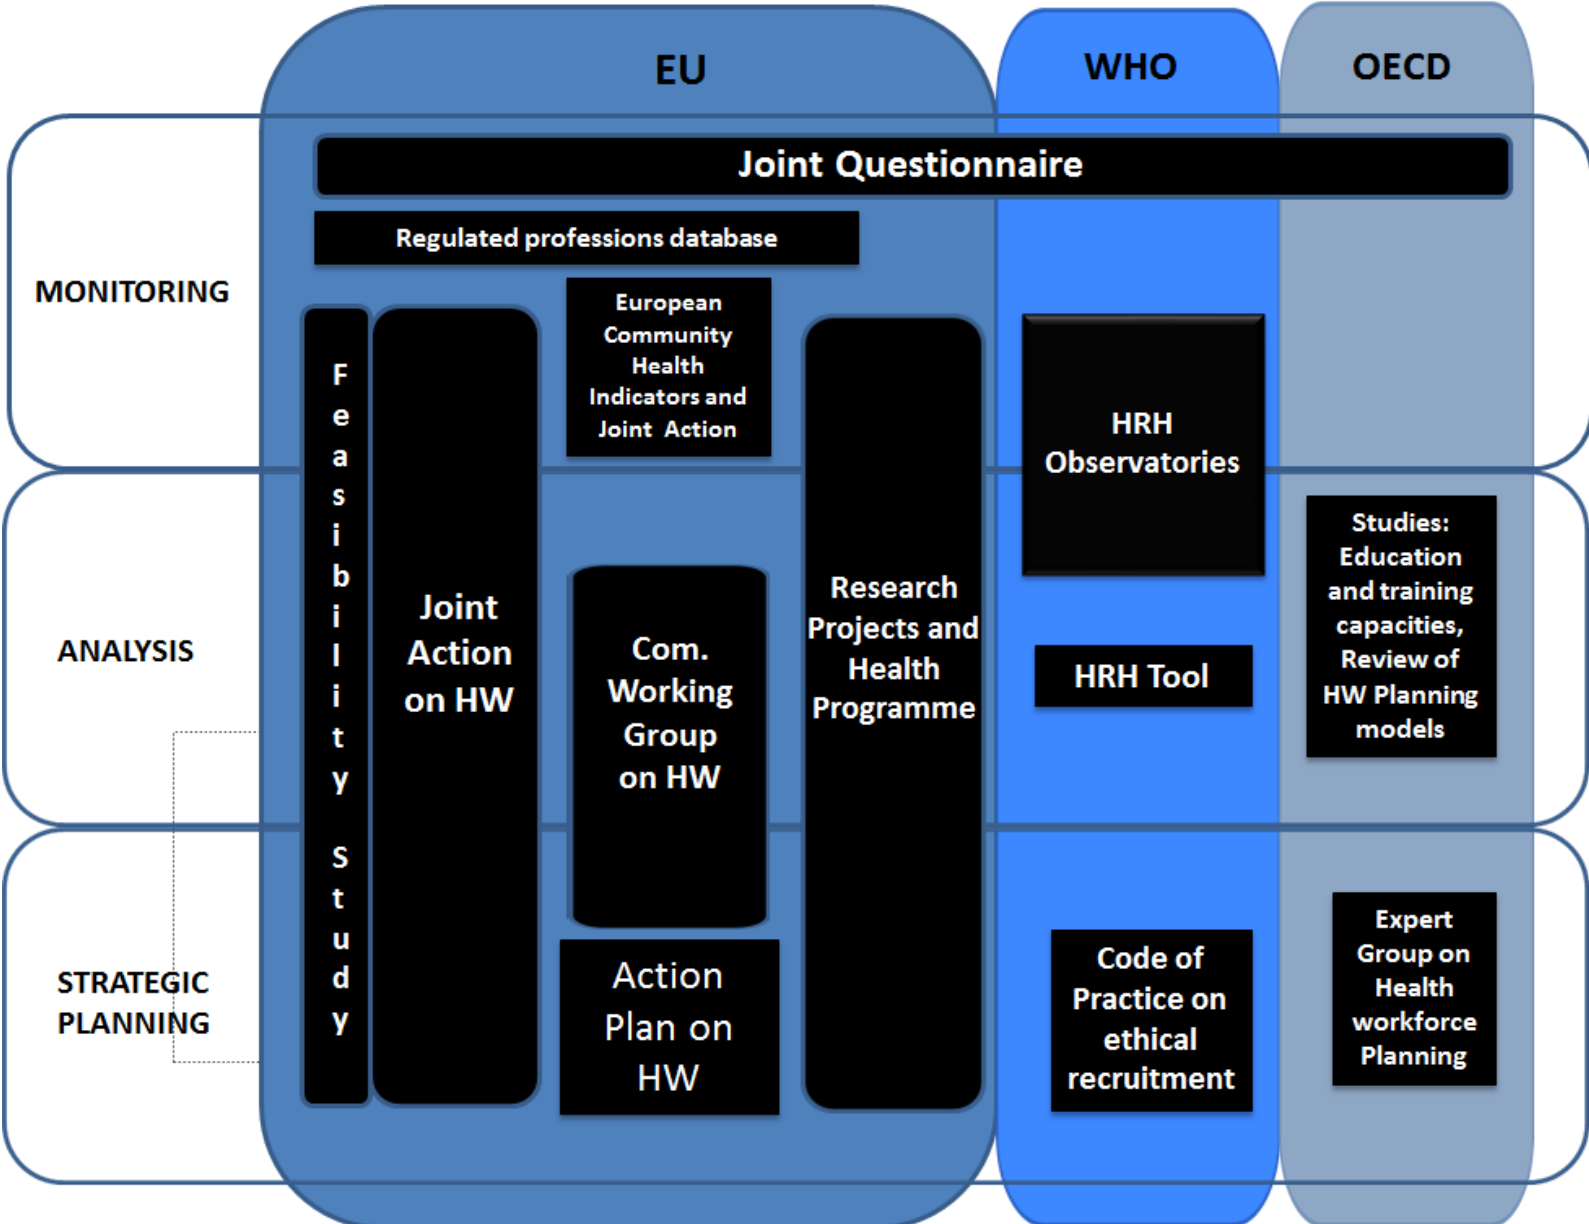 EU
WHO
OECD
Joint Questionnaire
Regulated professions database
MONITORING
European
Community
Health
Indicators and
Joint Action
Feasibility Study
Joint
Action
on HW
Research
Projects and
Health
Programme
HRH
Observatories
ANALYSIS
Com.
Working
Group
on HW
HRH Tool
Studies:
Education
and training
capacities,
Review of
HW Planning
models
STRATEGIC
PLANNING
Action
Plan on
HW
Code of
Practice on
ethical
recruitment
Expert
Group on
Health
workforce
Planning